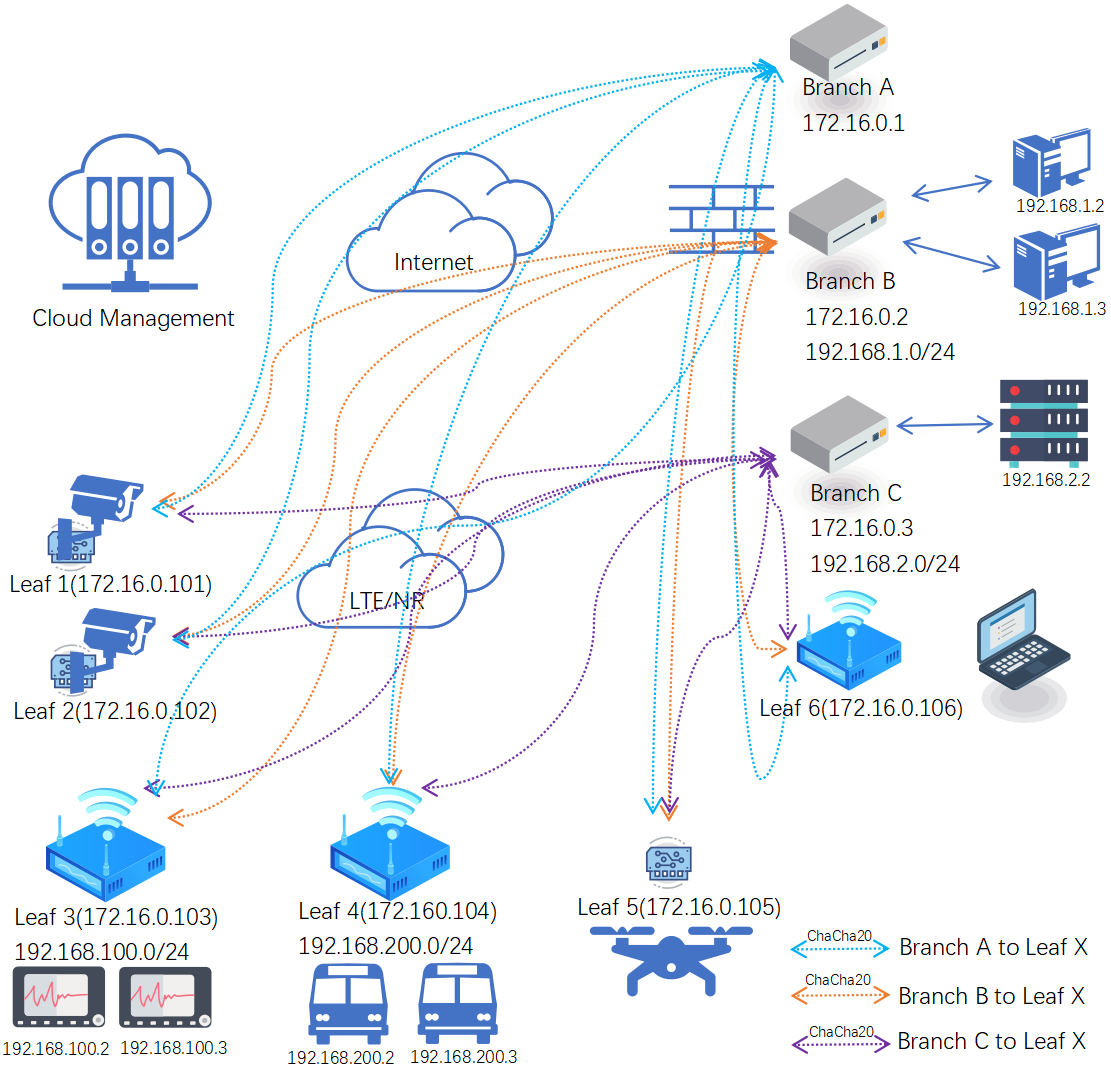 Branch A
172.16.0.1
192.168.1.2
Internet
Branch B
172.16.0.2
192.168.1.0/24
192.168.1.3
Cloud Management
192.168.2.2
Branch C
172.16.0.3
192.168.2.0/24
Leaf 1(172.16.0.101)
LTE/NR
Leaf 2(172.16.0.102)
Leaf 6(172.16.0.106)
Leaf 3(172.16.0.103)
192.168.100.0/24
Leaf 4(172.160.104)
192.168.200.0/24
Leaf 5(172.16.0.105)
192.168.100.2
192.168.100.3
192.168.200.2
192.168.200.3
ChaCha20
Branch A to Leaf X
ChaCha20
Branch B to Leaf X
ChaCha20
Branch C to Leaf X